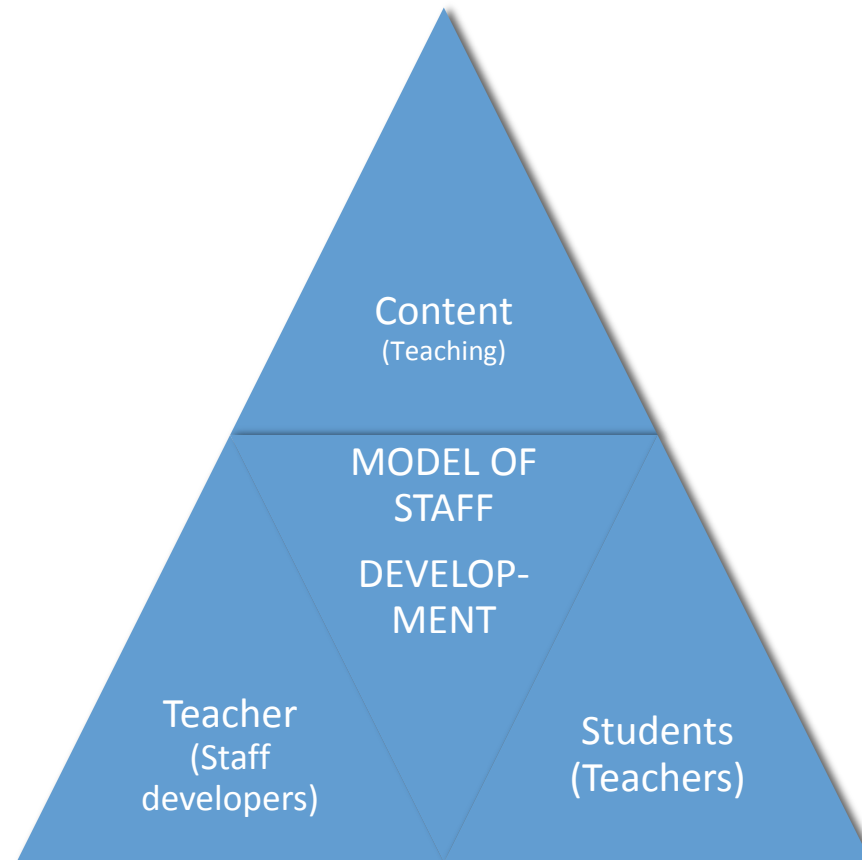 Content
(Teaching)
MODEL OF
STAFF
DEVELOP-
MENT
Teacher
(Staff
developers)
Students
(Teachers)